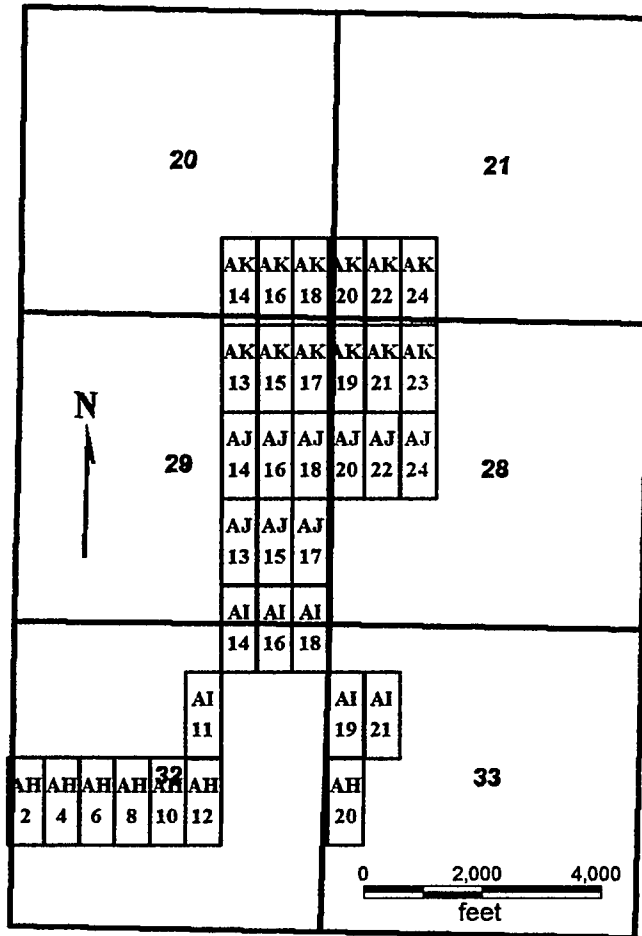 20 21
AK AK AK AK AK AK
14 16 18 20 22 24
AK AK AK AK AK AK
13 15 17 19 21 23
N
AJ AJ AJ AJ AJ AJ
29 14 16 18 20 22 24 28
AJ AJ AJ
13 15 17
AI AI AI
14 16 18
AI AI AI
11 19 21
32 33
AH AH AH AH AH AH AH
2 4 6 8 10 12 20
0 2,000 4,000
feet